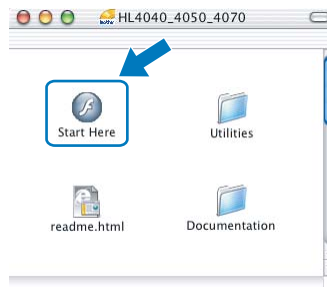 HL4040_4050_4070
Start Here
Utilities
readme.html
Documentation